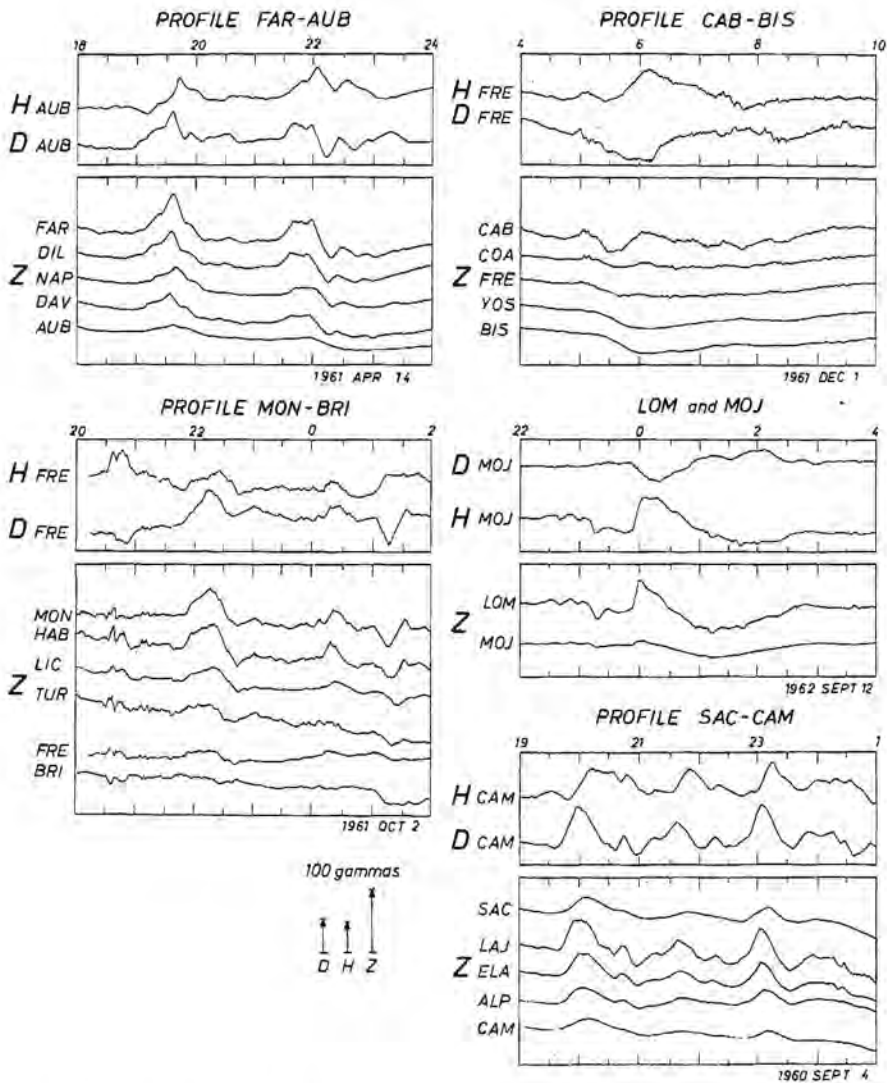 PROFILE FAR-AUB
18 20 22 24
H AUB
D AUB
Z
FAR
DIL
NAP
DAV
AUB
1961 APR 14
PROFILE CAB-BIS
4 6 8 10
H FRE
D FRE
Z
CAB
COA
FRE
YOS
BIS
1961 DEC 1
PROFILE MON-BRI
20 22 0 2
H FRE
D FRE
Z
MON
HAB
LIC
TUR
FRE
BRI
1961 OCT 2
LOM and MOJ
22 0 2 4
D MOJ
H MOJ
Z
LOM
MOJ
1962 SEPT 12
PROFILE SAC-CAM
19 21 23 1
H CAM
D CAM
Z
SAC
LAJ
ELA
ALP
CAM
1960 SEPT 4
100 gammas
D H Z